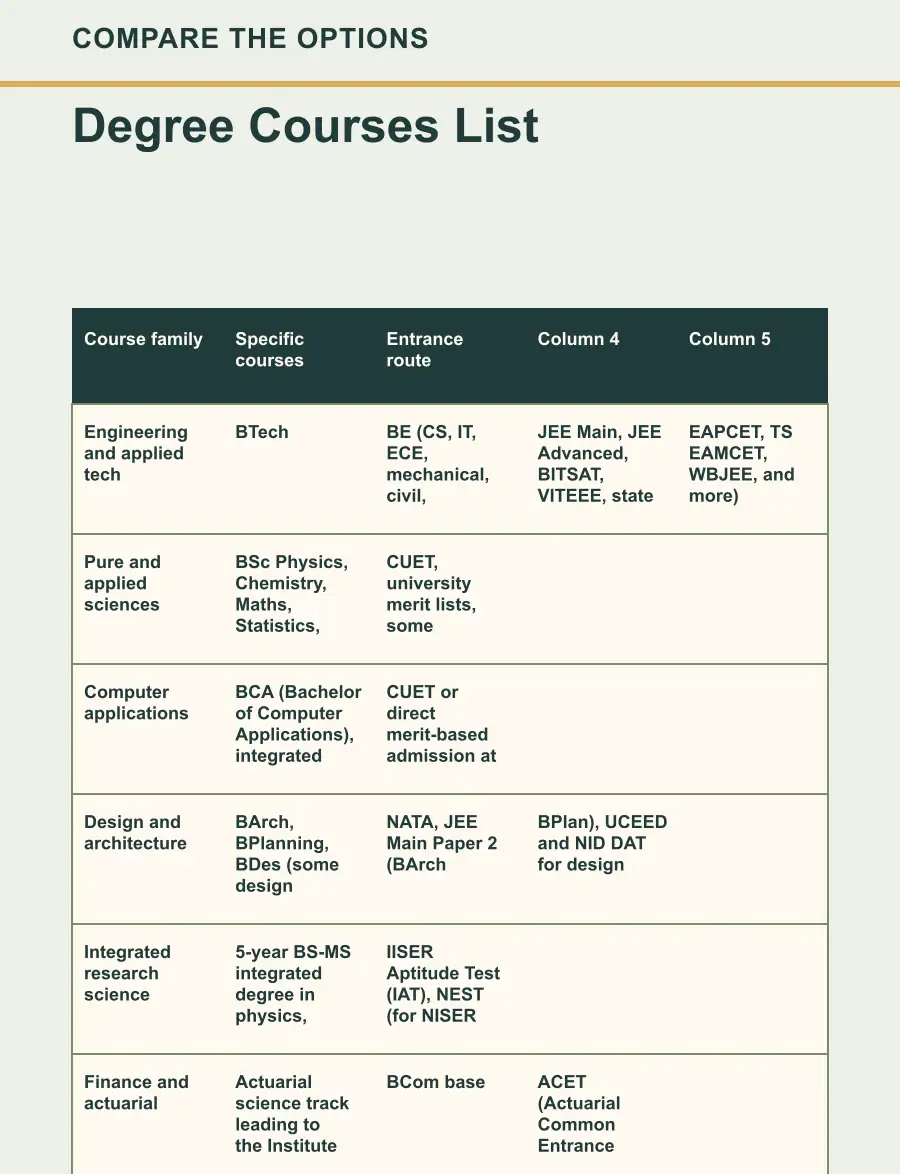 COMPARE THE OPTIONS
Degree Courses List
Course family
Specific
courses
Entrance
route
Column 4
Column 5
Engineering
and applied
tech
BTech
BE (CS, IT,
ECE,
mechanical,
civil,
JEE Main, JEE
Advanced,
BITSAT,
VITEEE, state
EAPCET, TS
EAMCET,
WBJEE, and
more)
Pure and
applied
sciences
BSc Physics,
Chemistry,
Maths,
Statistics,
CUET,
university
merit lists,
some
Computer
applications
BCA (Bachelor
of Computer
Applications),
integrated
CUET or
direct
merit-based
admission at
Design and
architecture
BArch,
BPlanning,
BDes (some
design
NATA, JEE
Main Paper 2
(BArch
BPlan), UCEED
and NID DAT
for design
Integrated
research
science
5-year BS-MS
integrated
degree in
physics,
IISER
Aptitude Test
(IAT), NEST
(for NISER
Finance and
actuarial
Actuarial
science track
leading to
the Institute
BCom base
ACET
(Actuarial
Common
Entrance